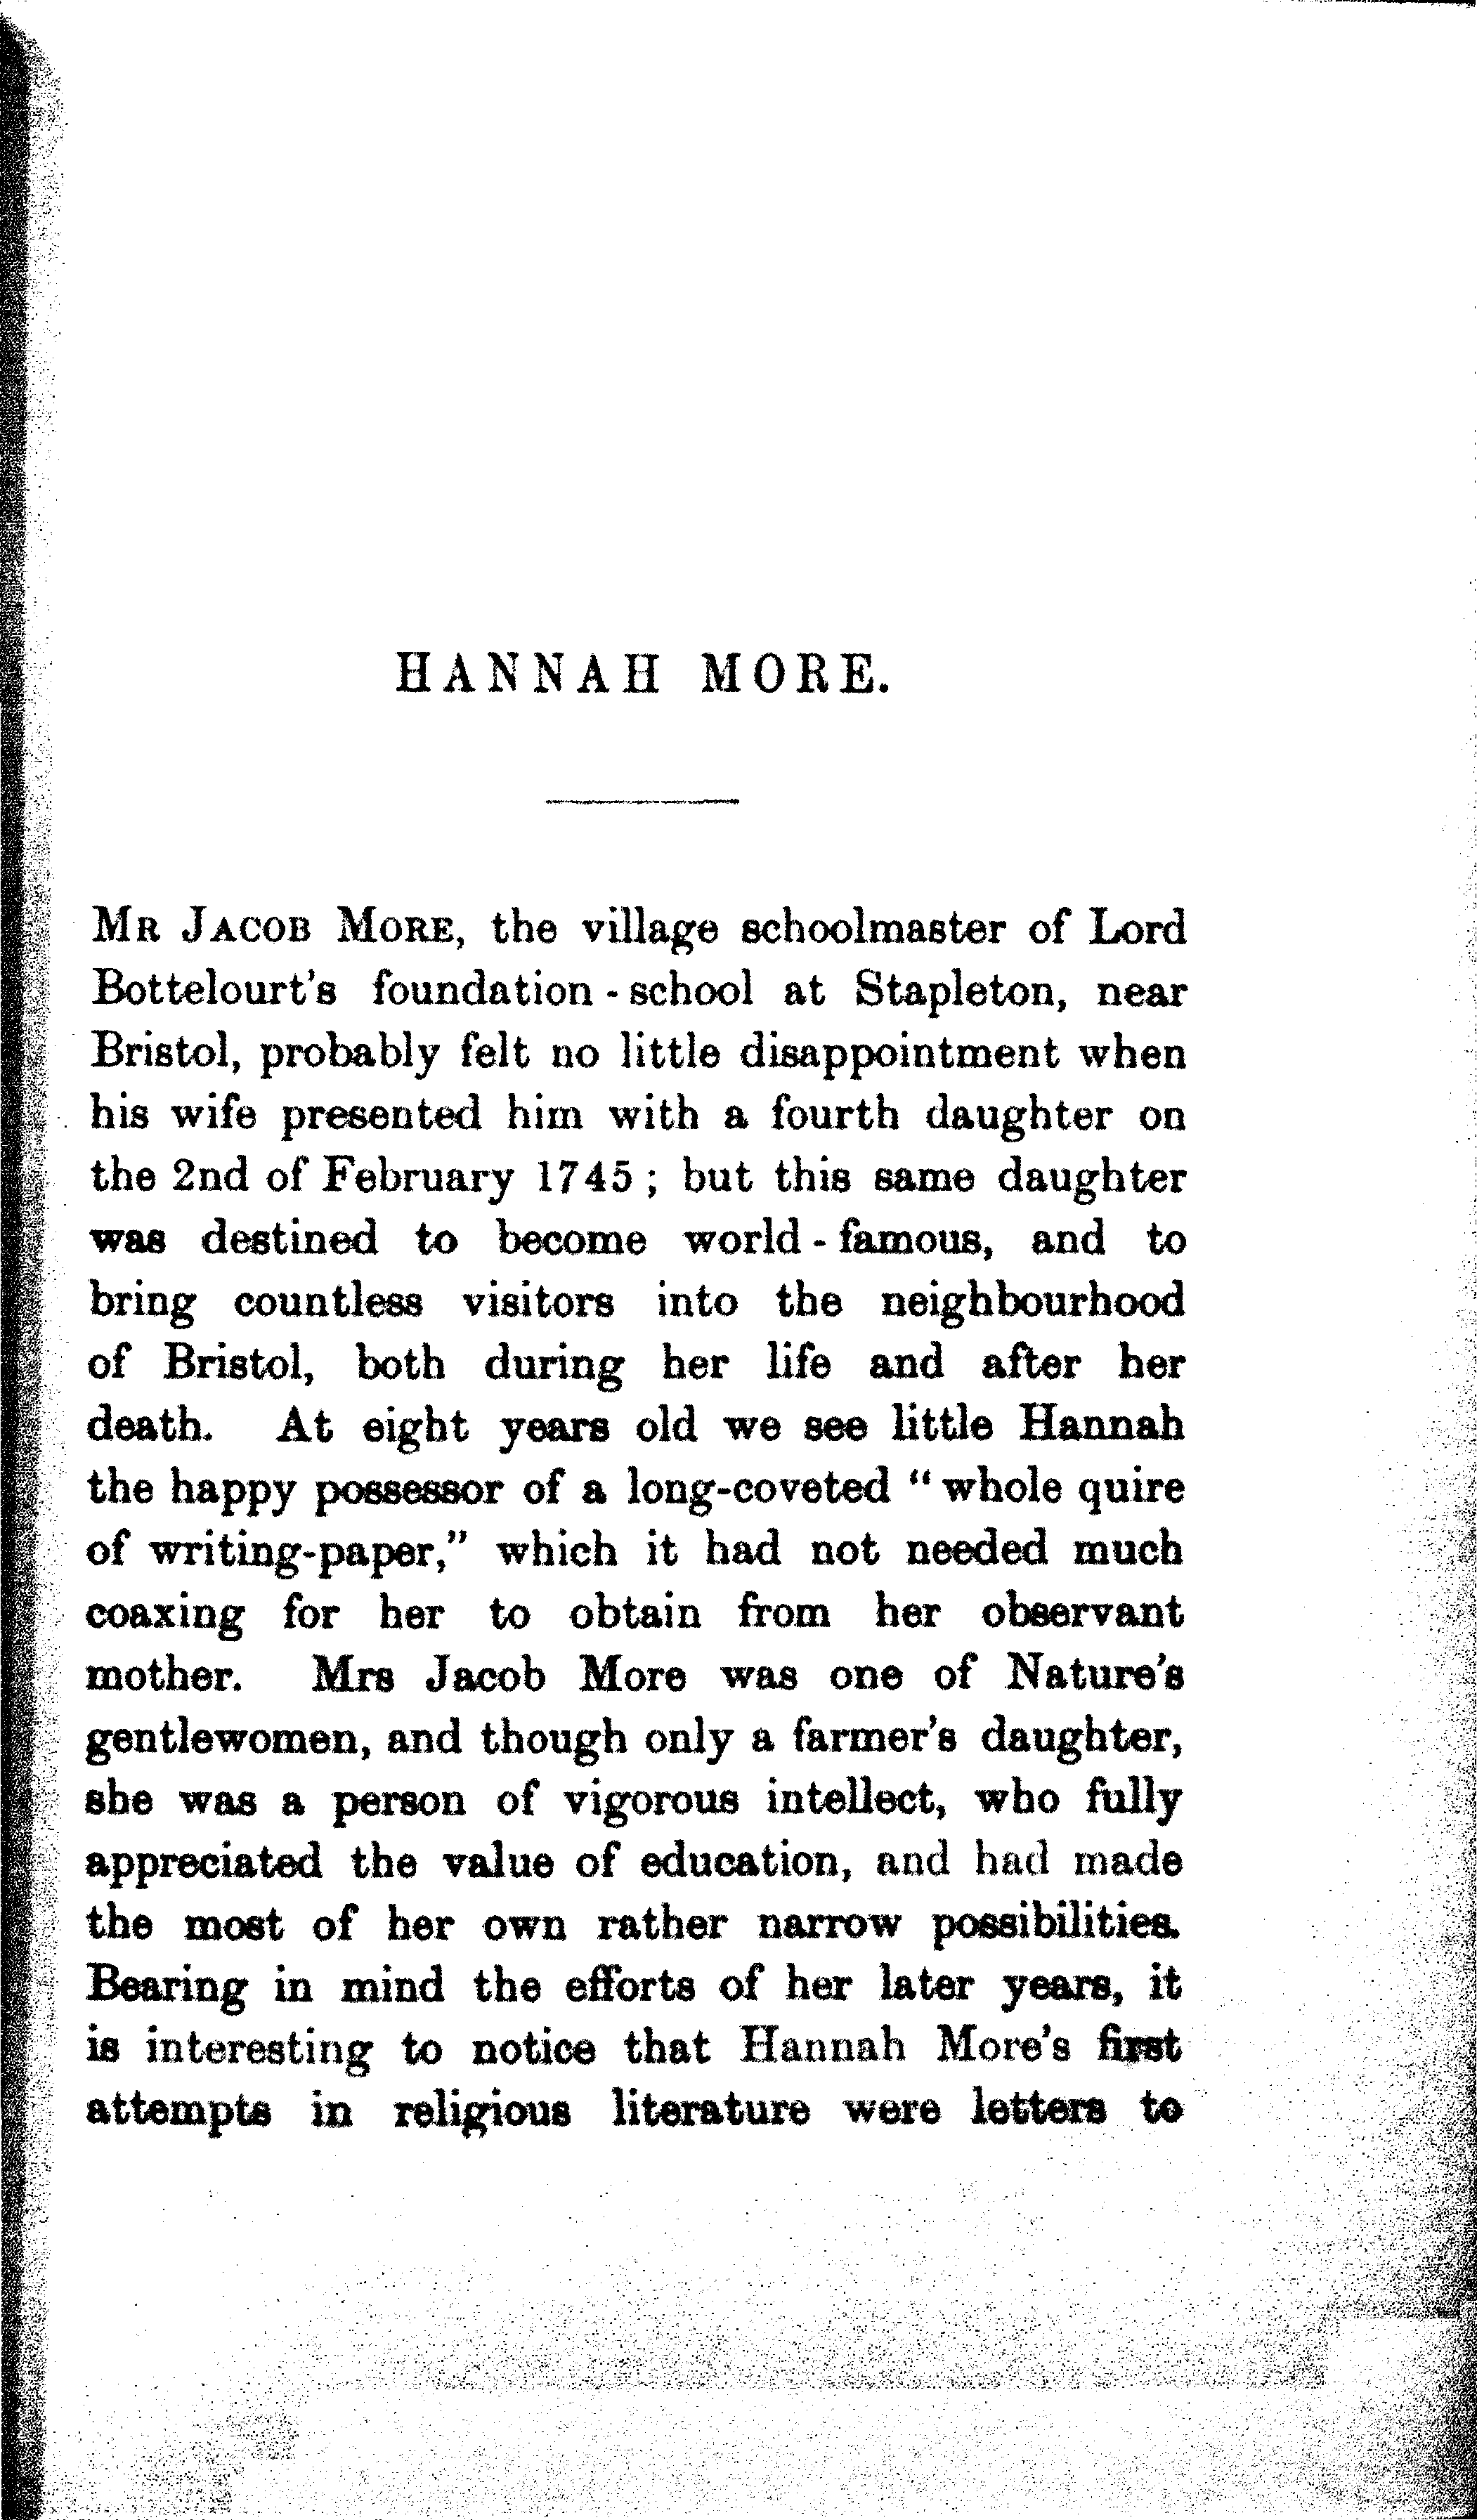 HANNAH MORE.
MR JACOB MORE, the village schoolmaster of Lord
Bottelourt's foundation-school at Stapleton, near
Bristol, probably felt no little disappointment when
his wife presented him with a fourth daughter on
the 2nd of February 1745; but this same daughter
was destined to become world-famous, and to
bring countless visitors into the neighbourhood
of Bristol, both during her life and after her
death. At eight years old we see little Hannah
the happy possessor of a long-coveted "whole quire
of writing-paper," which it had not needed much
coaxing for her to obtain from her observant
mother. Mrs Jacob More was one of Nature's
gentlewomen, and though only a farmer's daughter,
she was a person of vigorous intellect, who fully
appreciated the value of education, and had made
the most of her own rather narrow possibilities.
Bearing in mind the efforts of her later years, it
is interesting to notice that Hannah More's first
attempts in religious literature were letters to